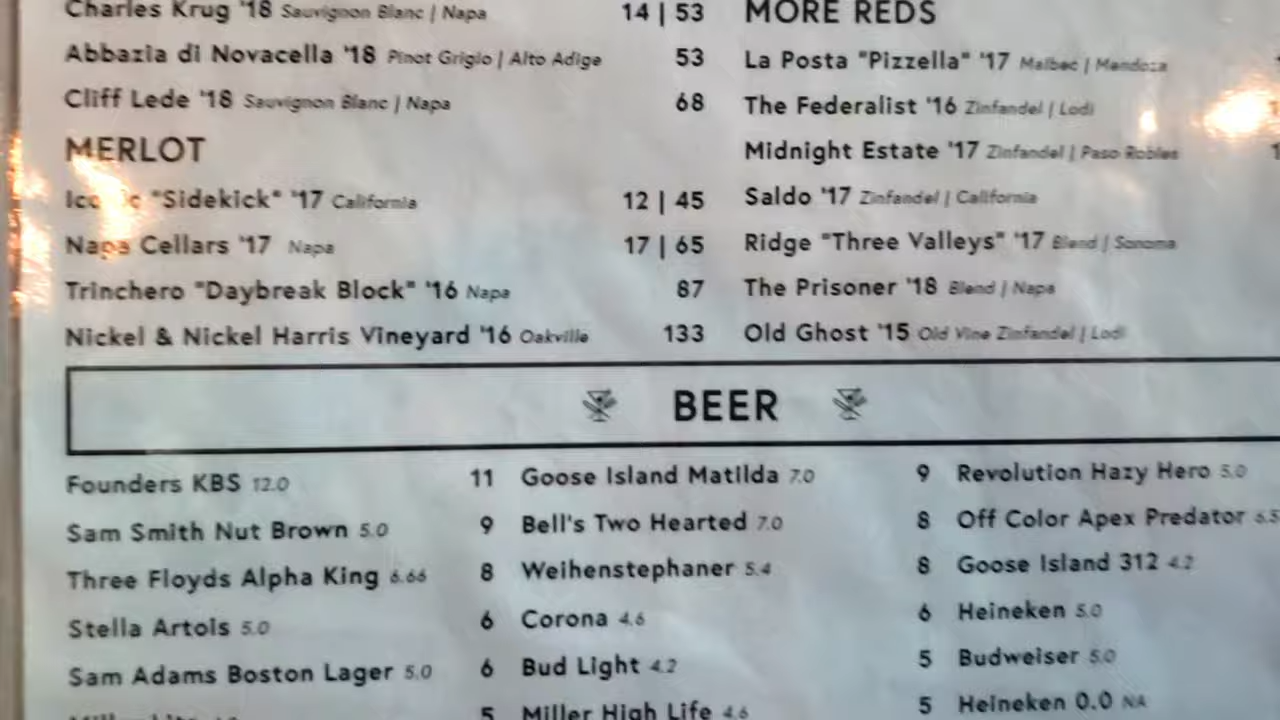 Charles Krug '18 Sauvignon Blanc | Napa 14 | 53
Abbazia di Novacella '18 Pinot Grigio | Alto Adige 53
Cliff Lede '18 Sauvignon Blanc | Napa 68
MERLOT
"Sidekick" '17 California 12 | 45
Napa Cellars '17 Napa 17 | 65
Trinchero "Daybreak Block" '16 Napa 87
Nickel & Nickel Harris Vineyard '16 Oakville 133
MORE REDS
La Posta "Pizzella" '17 Malbec | Mendoza
The Federalist '16 Zinfandel | Lodi
Midnight Estate '17 Zinfandel | Paso Robles
Saldo '17 Zinfandel | California
Ridge "Three Valleys" '17 Blend | Sonoma
The Prisoner '18 Blend | Napa
Old Ghost '15 Old Vine Zinfandel | Lodi
BEER
Founders KBS 12.0 11
Sam Smith Nut Brown 5.0 9
Three Floyds Alpha King 6.66 8
Stella Artois 5.0 6
Sam Adams Boston Lager 5.0 6
5
Goose Island Matilda 7.0 9
Bell's Two Hearted 7.0 8
Weihenstephaner 5.4 8
Corona 4.6 6
Bud Light 4.2 5
Miller High Life 4.6 5
Revolution Hazy Hero 5.0
Off Color Apex Predator 6.5
Goose Island 312 4.2
Heineken 5.0
Budweiser 5.0
Heineken 0.0 NA